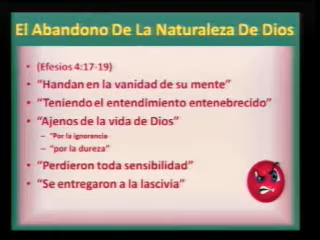 El Abandono De La Naturaleza De Dios
• (Efesios 4:17-19)
• “Handan en la vanidad de su mente”
• “Teniendo el entendimiento entenebrecido”
• “Ajenos de la vida de Dios”
– “Por la ignorancia
– “por la dureza”
• “Perdieron toda sensibilidad”
• “Se entregaron a la lascivia”